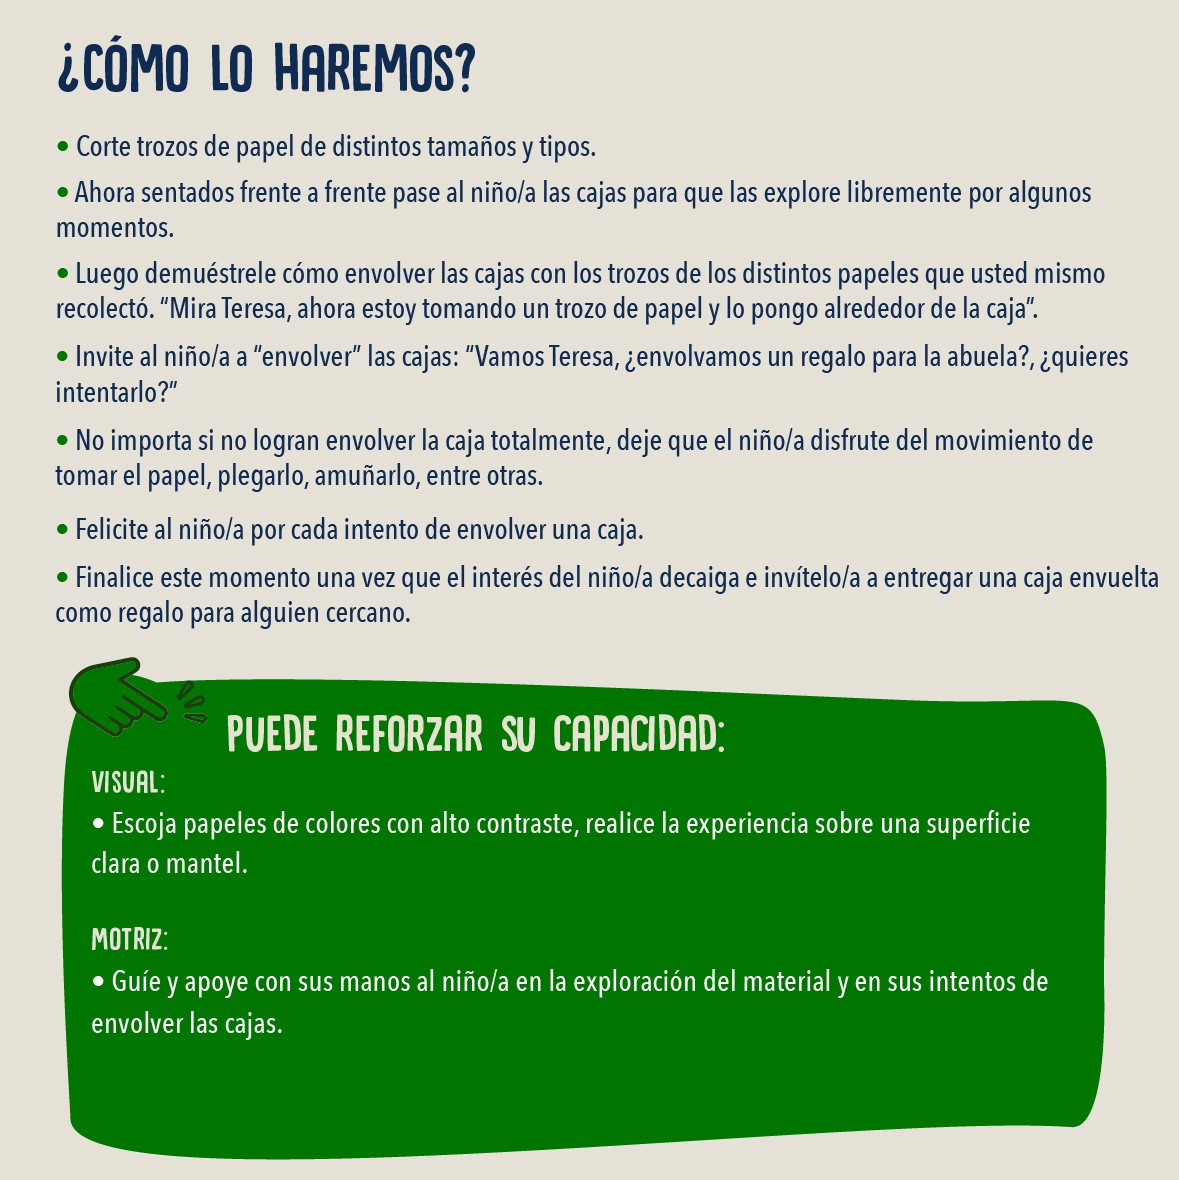 ¿CÓMO LO HAREMOS?
• Corte trozos de papel de distintos tamaños y tipos.
• Ahora sentados frente a frente pase al niño/a las cajas para que las explore libremente por algunos
momentos.
• Luego demuéstrele cómo envolver las cajas con los trozos de los distintos papeles que usted mismo
recolectó. “Mira Teresa, ahora estoy tomando un trozo de papel y lo pongo alrededor de la caja”.
• Invite al niño/a a “envolver” las cajas: “Vamos Teresa, ¿envolvamos un regalo para la abuela?, ¿quieres
intentarlo?”
• No importa si no logran envolver la caja totalmente, deje que el niño/a disfrute del movimiento de
tomar el papel, plegarlo, amuñarlo, entre otras.
• Felicite al niño/a por cada intento de envolver una caja.
• Finalice este momento una vez que el interés del niño/a decaiga e invítelo/a a entregar una caja envuelta
como regalo para alguien cercano.
PUEDE REFORZAR SU CAPACIDAD:
VISUAL:
• Escoja papeles de colores con alto contraste, realice la experiencia sobre una superficie
clara o mantel.
MOTRIZ:
• Guíe y apoye con sus manos al niño/a en la exploración del material y en sus intentos de
envolver las cajas.